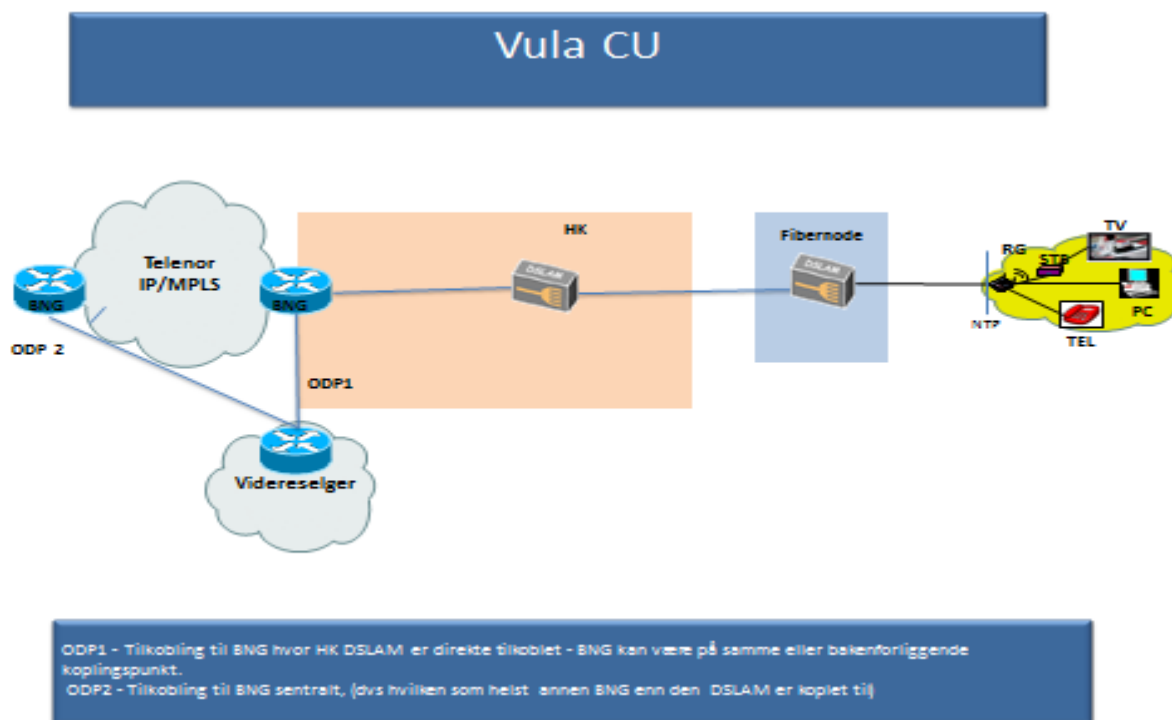 Vula CU
HK
Fibernode
TV
RG
STB
Telenor
IP/MPLS
DSLAM
DSLAM
BNG
BNG
PC
NTP
TEL
ODP 2
ODP1
Videreselger
ODP1 - Tilkobling til BNG hvor HK DSLAM er direkte tilkoblet - BNG kan være på samme eller bakenforliggende
koplingspunkt.
ODP2 - Tilkobling til BNG sentralt, (dvs hvilken som helst annen BNG enn den DSLAM er koplet til)